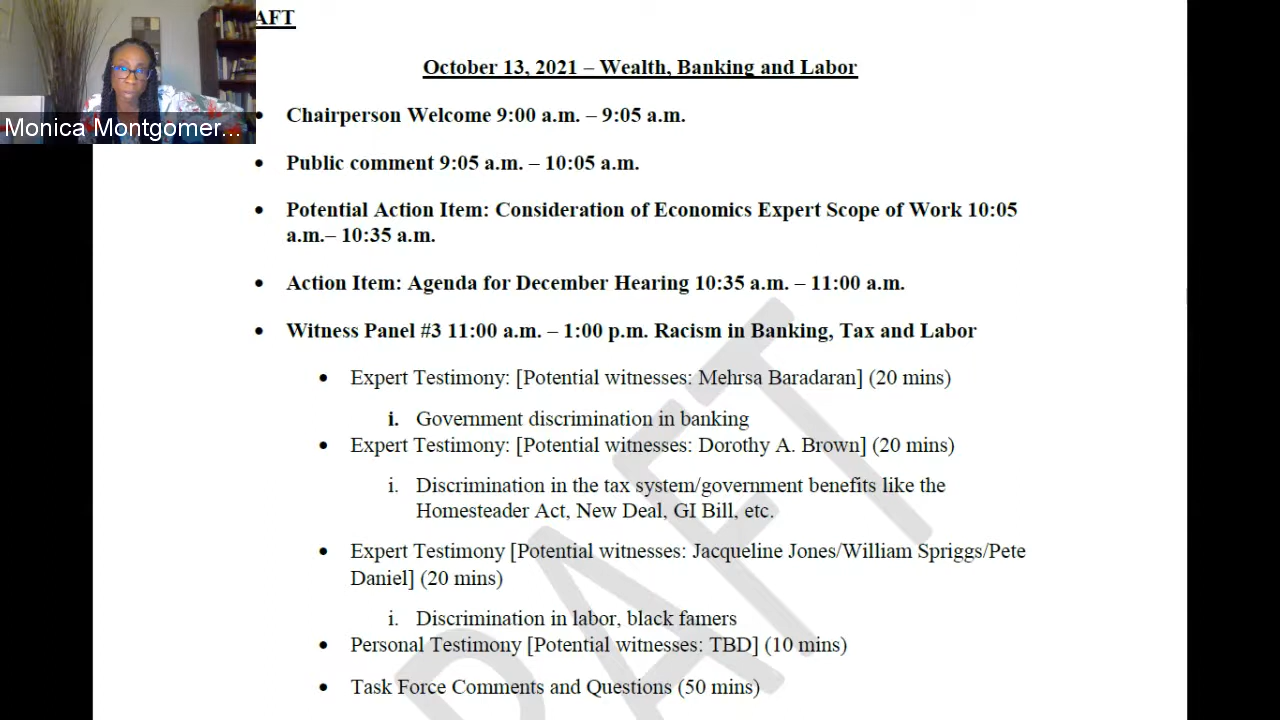 AFT
October 13, 2021 – Wealth, Banking and Labor
Monica Montgomer...
• Chairperson Welcome 9:00 a.m. – 9:05 a.m.
• Public comment 9:05 a.m. – 10:05 a.m.
• Potential Action Item: Consideration of Economics Expert Scope of Work 10:05
a.m.– 10:35 a.m.
• Action Item: Agenda for December Hearing 10:35 a.m. – 11:00 a.m.
• Witness Panel #3 11:00 a.m. – 1:00 p.m. Racism in Banking, Tax and Labor
• Expert Testimony: [Potential witnesses: Mehrsa Baradaran] (20 mins)
i. Government discrimination in banking
• Expert Testimony: [Potential witnesses: Dorothy A. Brown] (20 mins)
i. Discrimination in the tax system/government benefits like the
Homesteader Act, New Deal, GI Bill, etc.
• Expert Testimony [Potential witnesses: Jacqueline Jones/William Spriggs/Pete
Daniel] (20 mins)
i. Discrimination in labor, black famers
• Personal Testimony [Potential witnesses: TBD] (10 mins)
• Task Force Comments and Questions (50 mins)
DRAFT